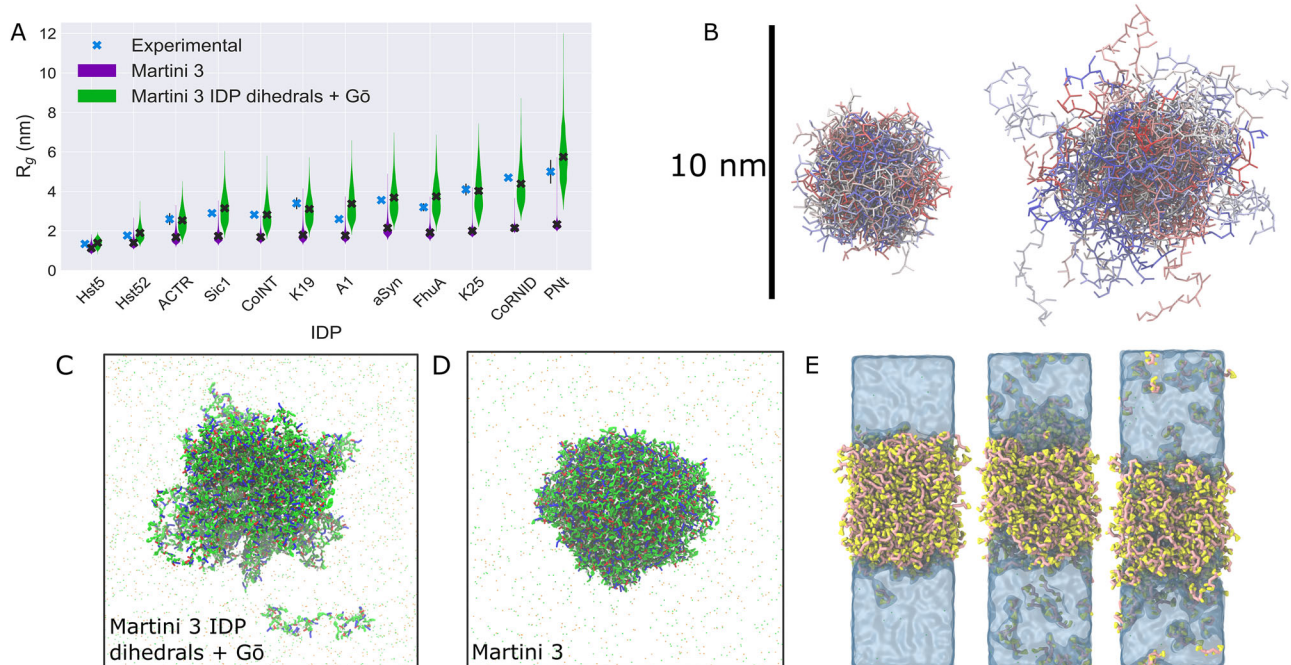 A
12
10
8
6
4
2
0
R_g (nm)
Experimental
Martini 3
Martini 3 IDP dihedrals + Gō
Hst5
Hst52
ACTR
Sic1
ColNT
K19
A1
aSyn
FhuA
K25
CoRNID
PNt
IDP
B
10 nm
C
Martini 3 IDP
dihedrals + Gō
D
Martini 3
E